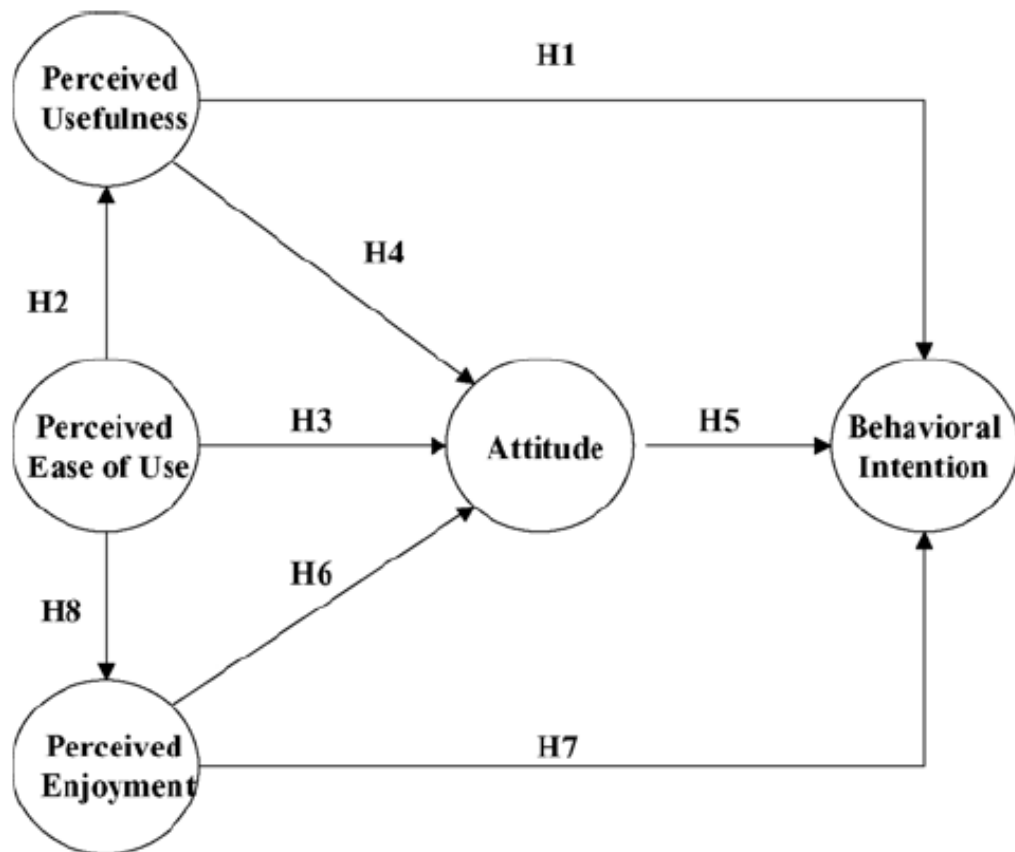 H1
Perceived
Usefulness
H4
H2
Perceived
Ease of Use
H3
Attitude
H5
Behavioral
Intention
H6
H8
Perceived
Enjoyment
H7